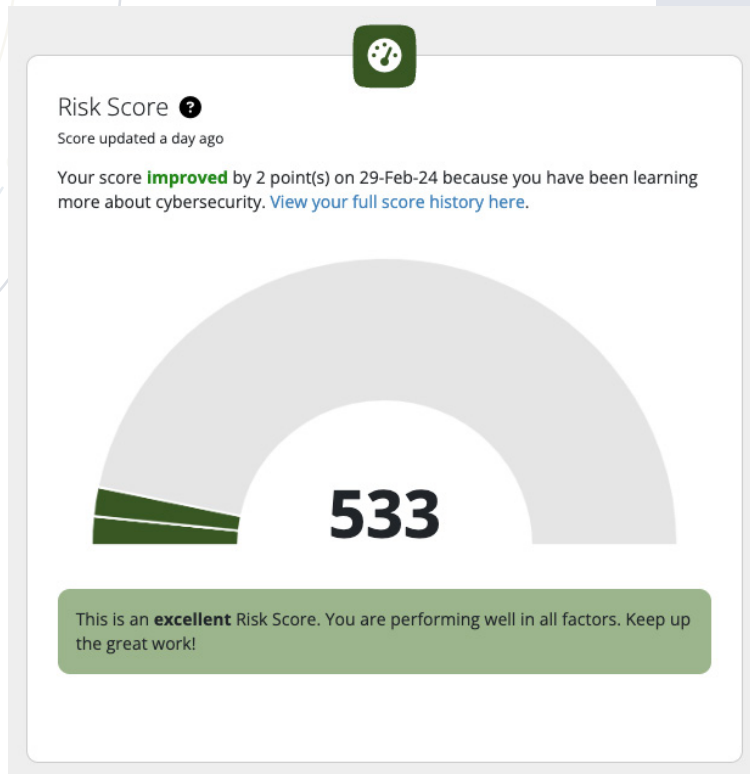 Risk Score ?
Score updated a day ago
Your score improved by 2 point(s) on 29-Feb-24 because you have been learning
more about cybersecurity. View your full score history here.
533
This is an excellent Risk Score. You are performing well in all factors. Keep up
the great work!